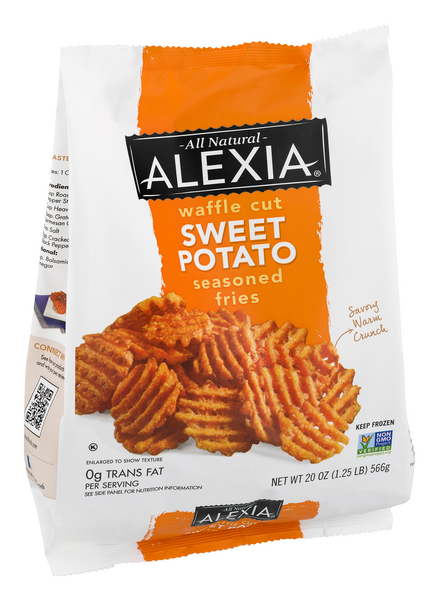 - All Natural -
ALEXIA®
waffle cut
SWEET
POTATO
seasoned
fries
Savory
Warm
Crunch
KEEP FROZEN
NON
GMO
Project
VERIFIED
K
ENLARGED TO SHOW TEXTURE
0g TRANS FAT
PER SERVING
SEE SIDE PANEL FOR NUTRITION INFORMATION
NET WT 20 OZ (1.25 LB) 566g
All Natural
ALEXIA